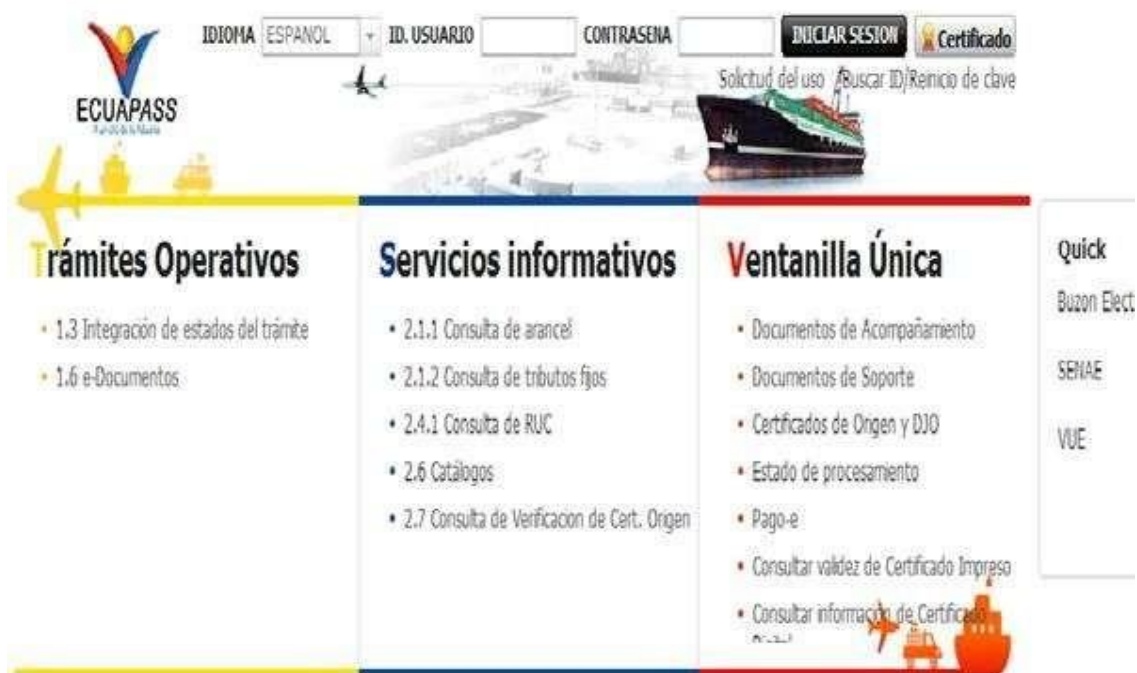 IDIOMA ESPANOL ID. USUARIO CONTRASENA INICIAR SESION Certificado
Solicitud del uso /Buscar ID/Reinicio de clave
ECUAPASS
Trámites Operativos
• 1.3 Integración de estados del trámite
• 1.6 e-Documentos
Servicios informativos
• 2.1.1 Consulta de arancel
• 2.1.2 Consulta de tributos fijos
• 2.4.1 Consulta de RUC
• 2.6 Catálogos
• 2.7 Consulta de Verificacion de Cert. Origen
Ventanilla Única
• Documentos de Acompañamiento
• Documentos de Soporte
• Certificados de Origen y DJO
• Estado de procesamiento
• Pago-e
• Consultar validez de Certificado Impreso
• Consultar información de Certificado
Quick
Buzon Elect
SENAE
VUE